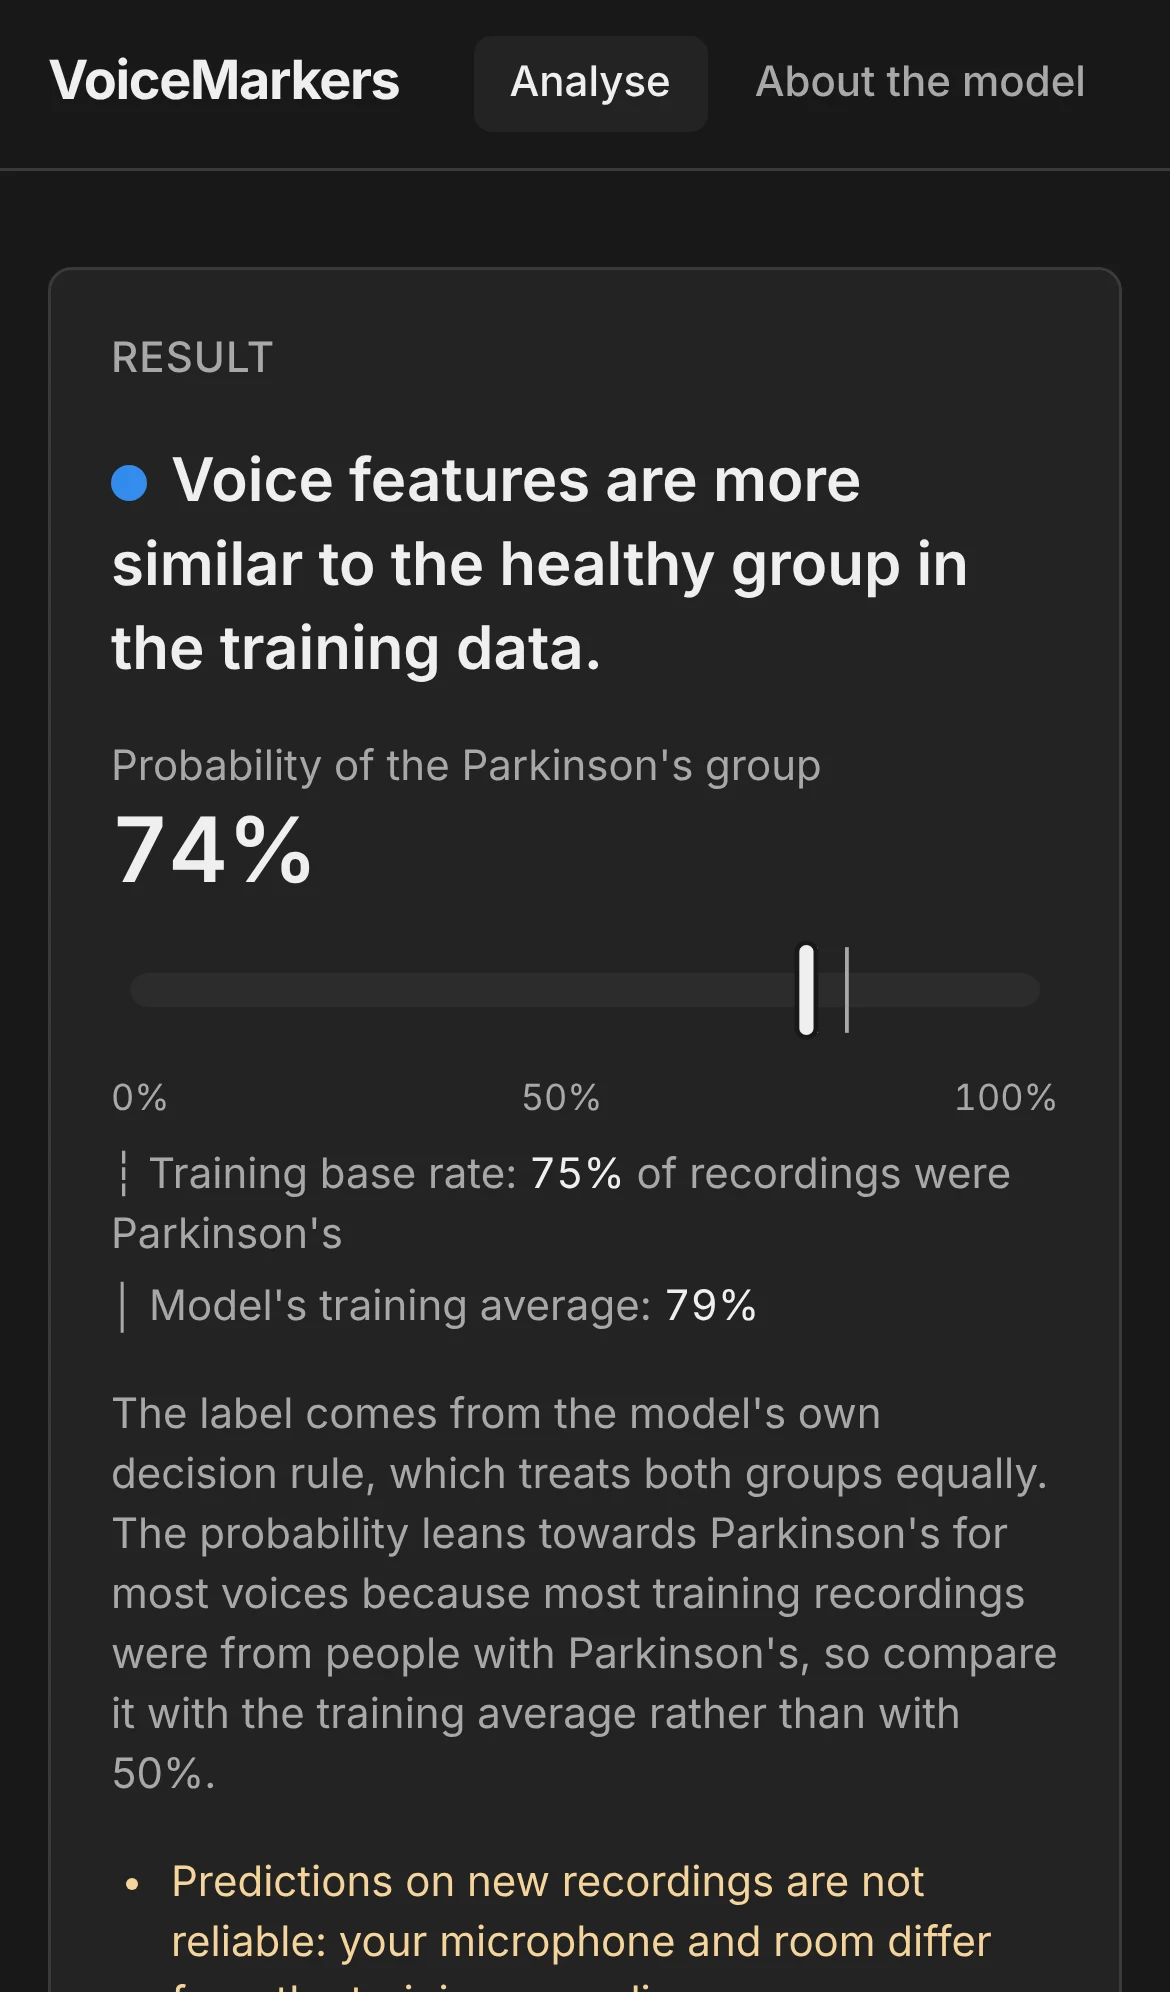 VoiceMarkers
Analyse
About the model
RESULT
Voice features are more
similar to the healthy group in
the training data.
Probability of the Parkinson's group
74%
0% 50% 100%
Training base rate: 75% of recordings were
Parkinson's
Model's training average: 79%
The label comes from the model's own
decision rule, which treats both groups equally.
The probability leans towards Parkinson's for
most voices because most training recordings
were from people with Parkinson's, so compare
it with the training average rather than with
50%.
• Predictions on new recordings are not
reliable: your microphone and room differ